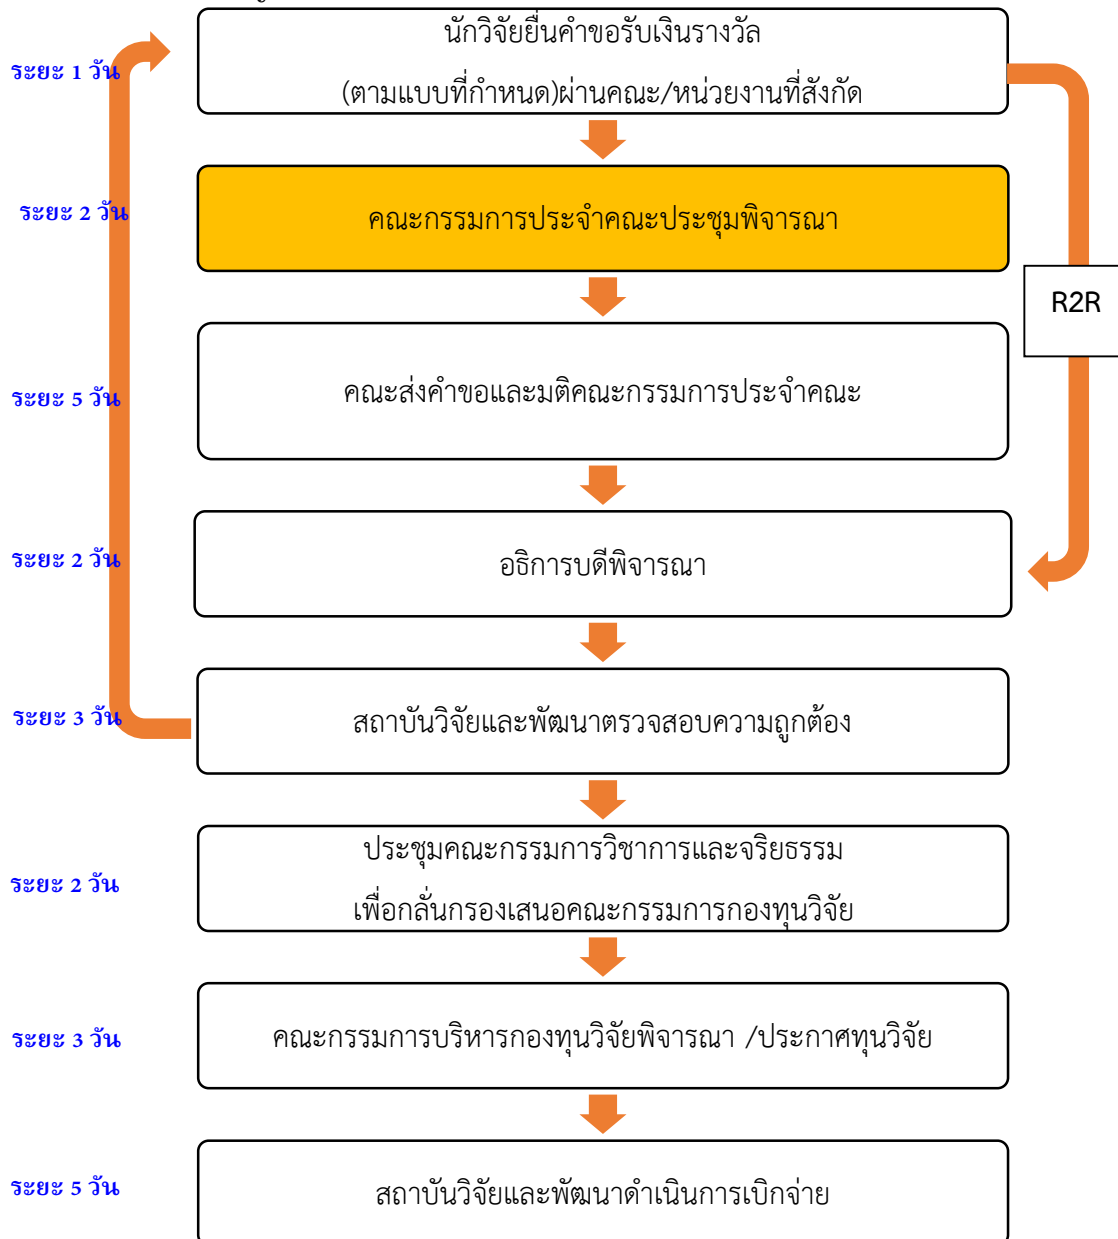 นักวิจัยยื่นคำขอรับเงินรางวัล
ระยะ 1 วัน
(ตามแบบที่กำหนด)ผ่านคณะ/หน่วยงานที่สังกัด
ระยะ 2 วัน
คณะกรรมการประจำคณะประชุมพิจารณา
R2R
ระยะ 5 วัน
คณะส่งคำขอและมติคณะกรรมการประจำคณะ
ระยะ 2 วัน
อธิการบดีพิจารณา
ระยะ 3 วัน
สถาบันวิจัยและพัฒนาตรวจสอบความถูกต้อง
ประชุมคณะกรรมการวิชาการและจริยธรรม
ระยะ 2 วัน
เพื่อกลั่นกรองเสนอคณะกรรมการกองทุนวิจัย
ระยะ 3 วัน
คณะกรรมการบริหารกองทุนวิจัยพิจารณา /ประกาศทุนวิจัย
ระยะ 5 วัน
สถาบันวิจัยและพัฒนาดำเนินการเบิกจ่าย